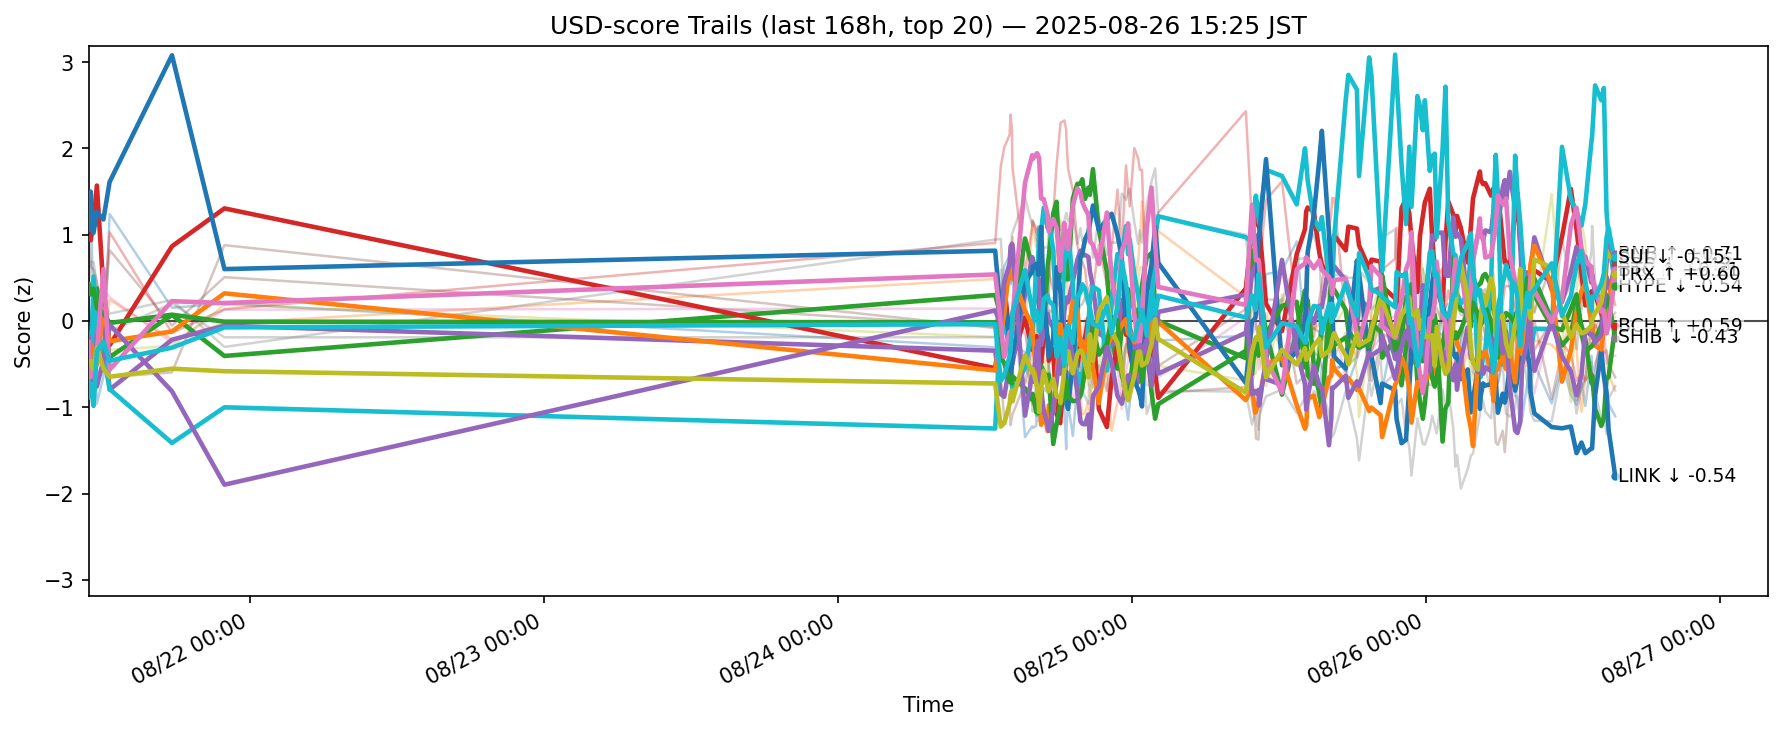 USD-score Trails (last 168h, top 20) — 2025-08-26 15:25 JST
Score (z)
3
2
1
0
−1
−2
−3
TRX ↑ +0.60
HYPE ↓ -0.54
BCH ↑ +0.59
SHIB ↓ -0.43
LINK ↓ -0.54
08/22 00:00
08/23 00:00
08/24 00:00
08/25 00:00
08/26 00:00
08/27 00:00
Time